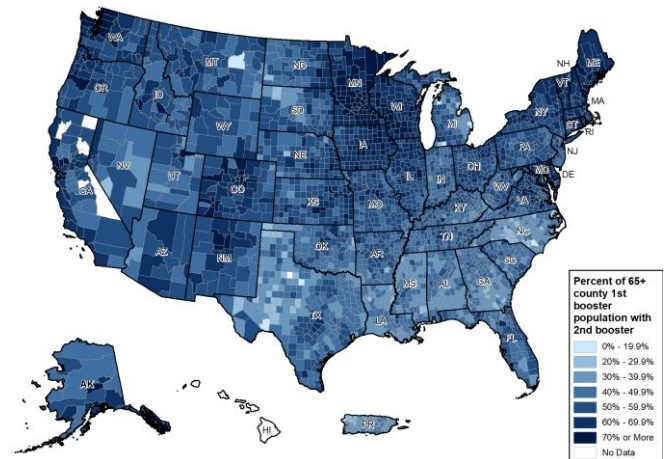 WA
MT
ND
MN
NH
VT
ME
OR
ID
SD
WI
NY
MA
WY
MI
CT
RI
NE
IA
PA
NJ
NV
UT
CO
IL
IN
OH
MD
DE
CA
KS
MO
WV
VA
KY
AZ
NM
OK
AR
TN
NC
SC
MS
AL
GA
TX
LA
FL
AK
HI
PR
Percent of 65+
county 1st
booster
population with
2nd booster
0% - 19.9%
20% - 29.9%
30% - 39.9%
40% - 49.9%
50% - 59.9%
60% - 69.9%
70% or More
No Data